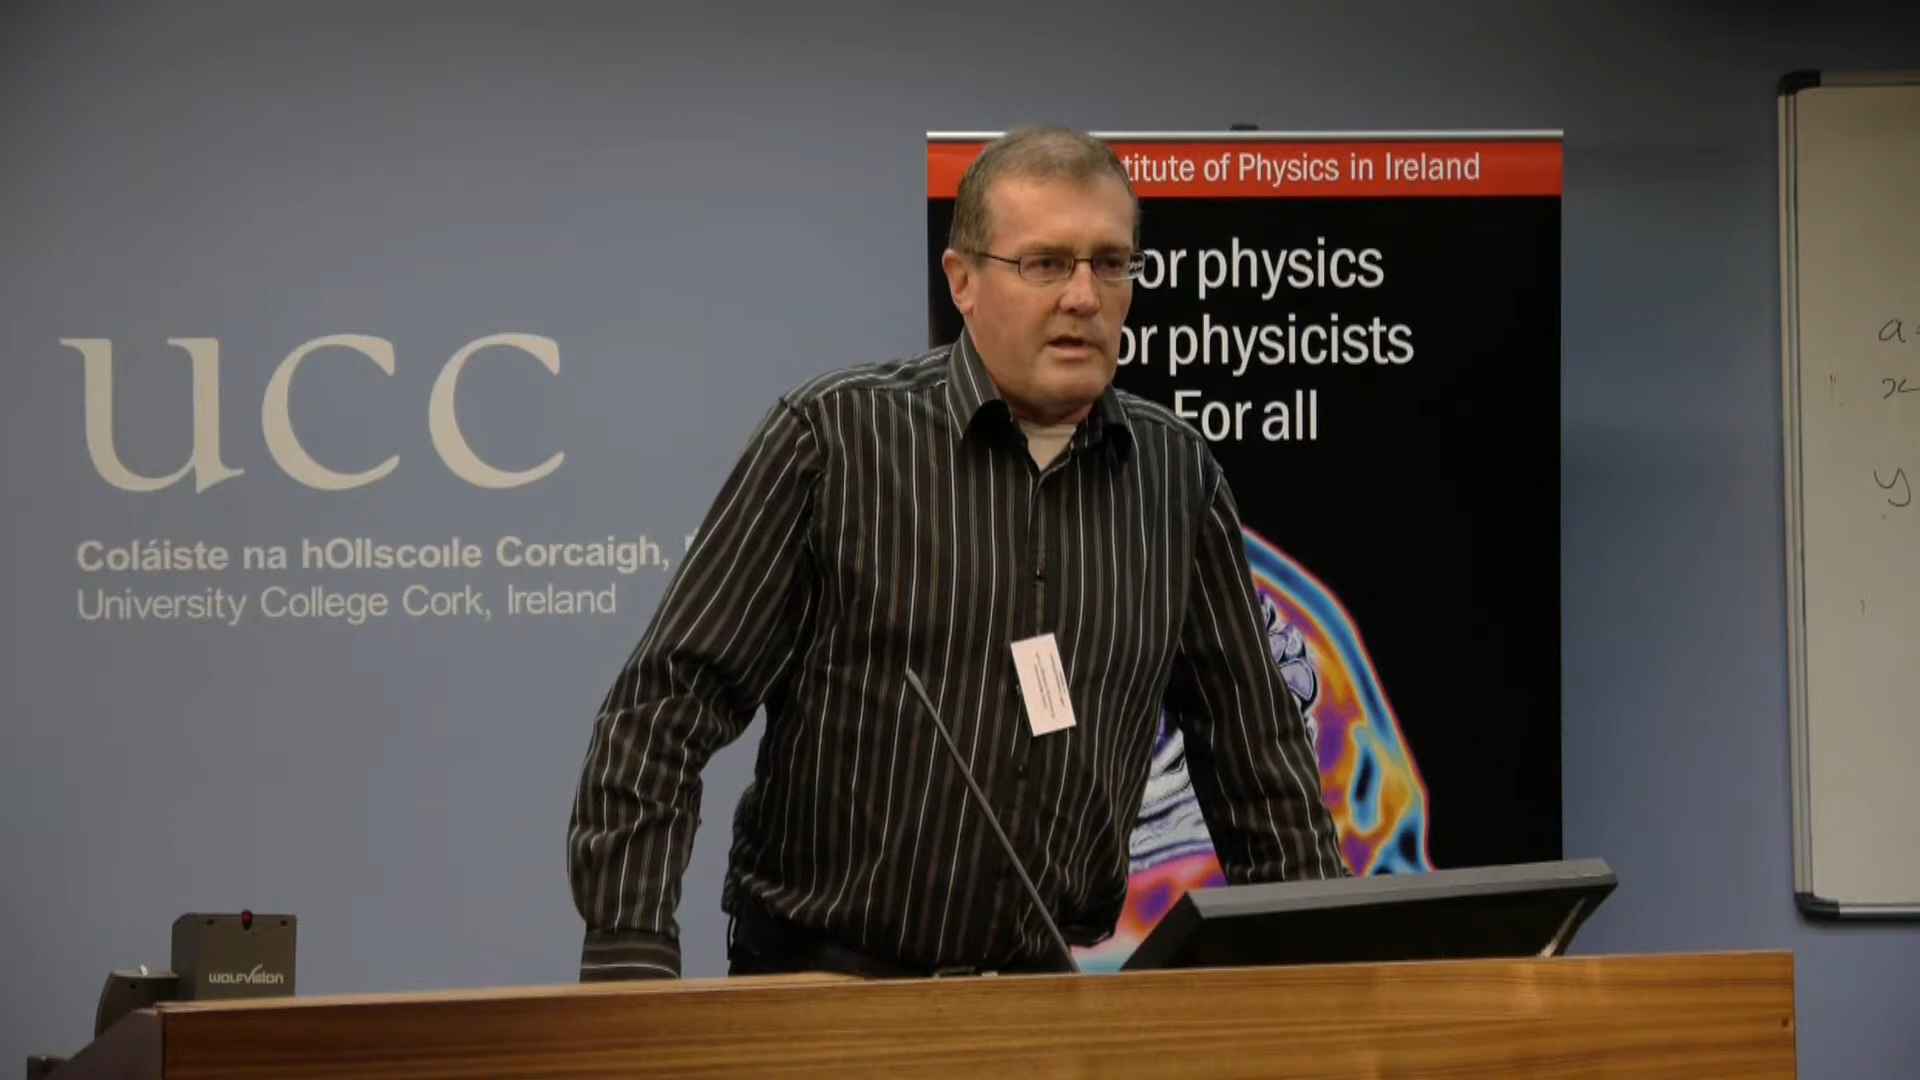 ucc
Coláiste na hOllscoile Corcaigh,
University College Cork, Ireland
titute of Physics in Ireland
or physics
or physicists
For all
WOLFVISION
a
x
y